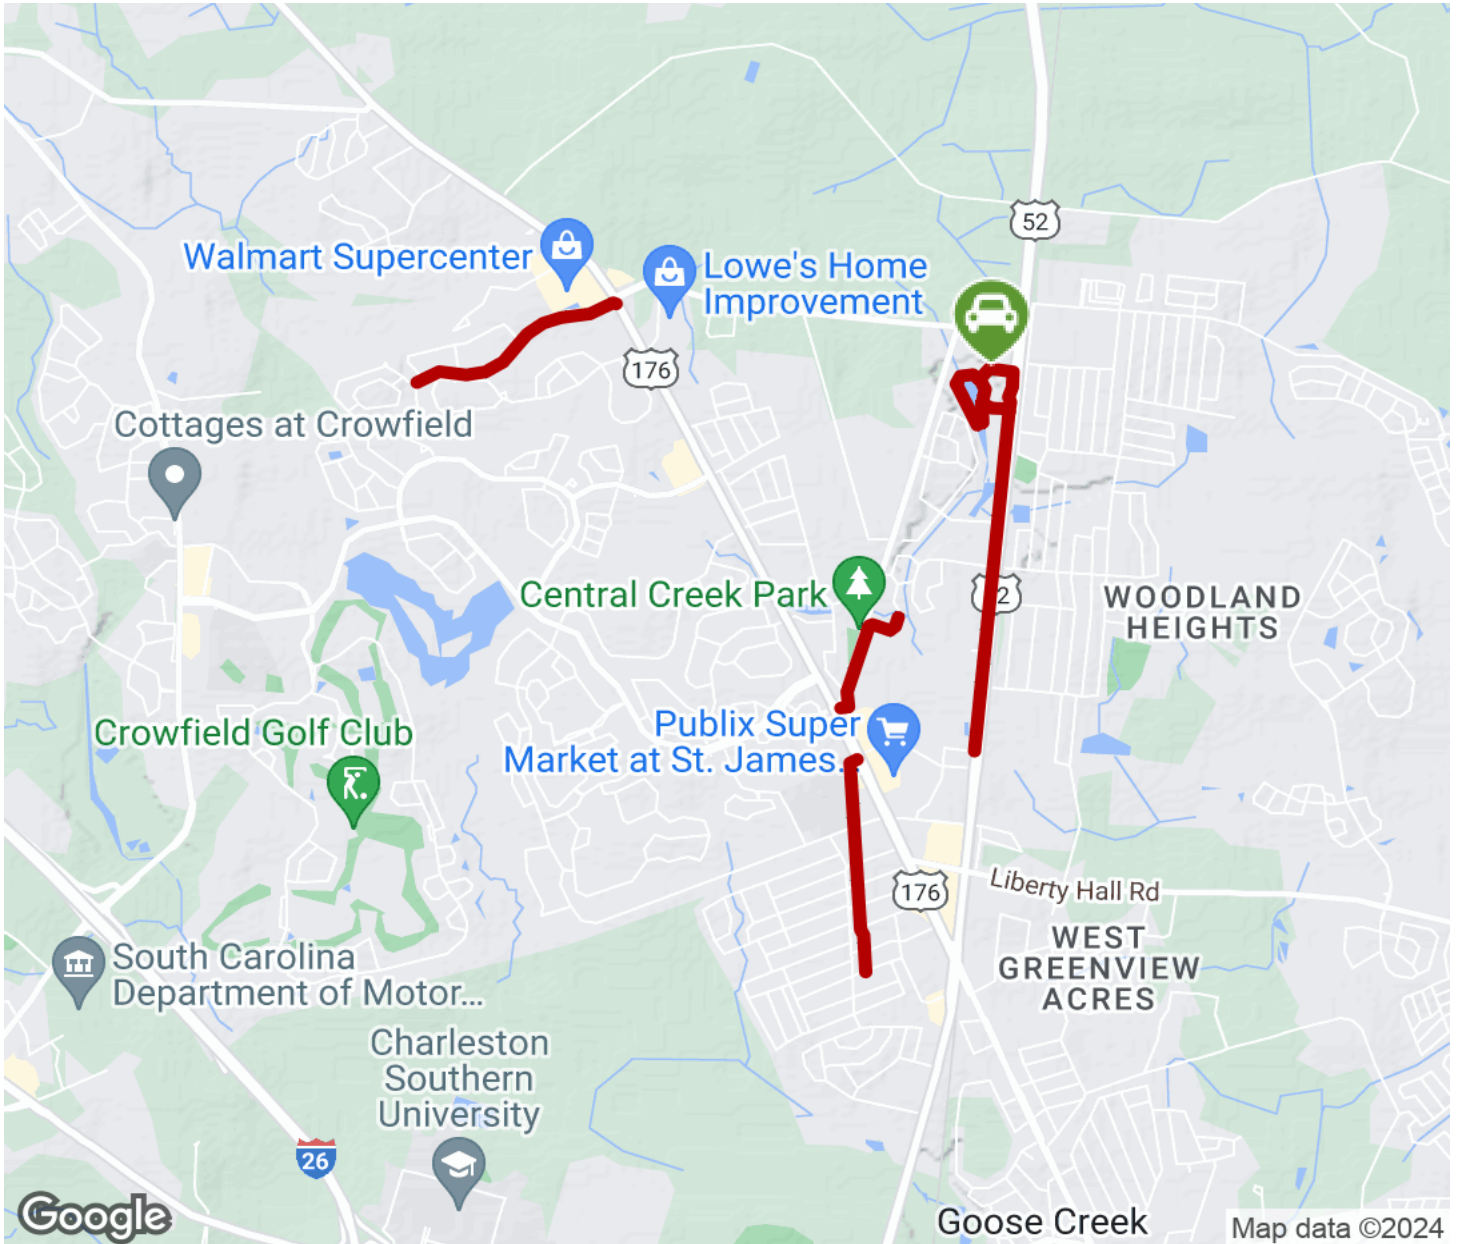 52
Walmart Supercenter
Lowe's Home
Improvement
176
Cottages at Crowfield
Central Creek Park
2
WOODLAND
HEIGHTS
Crowfield Golf Club
Publix Super
Market at St. James...
176
Liberty Hall Rd
WEST
GREENVIEW
ACRES
South Carolina
Department of Motor...
Charleston
Southern
University
26
Google
Goose Creek
Map data ©2024